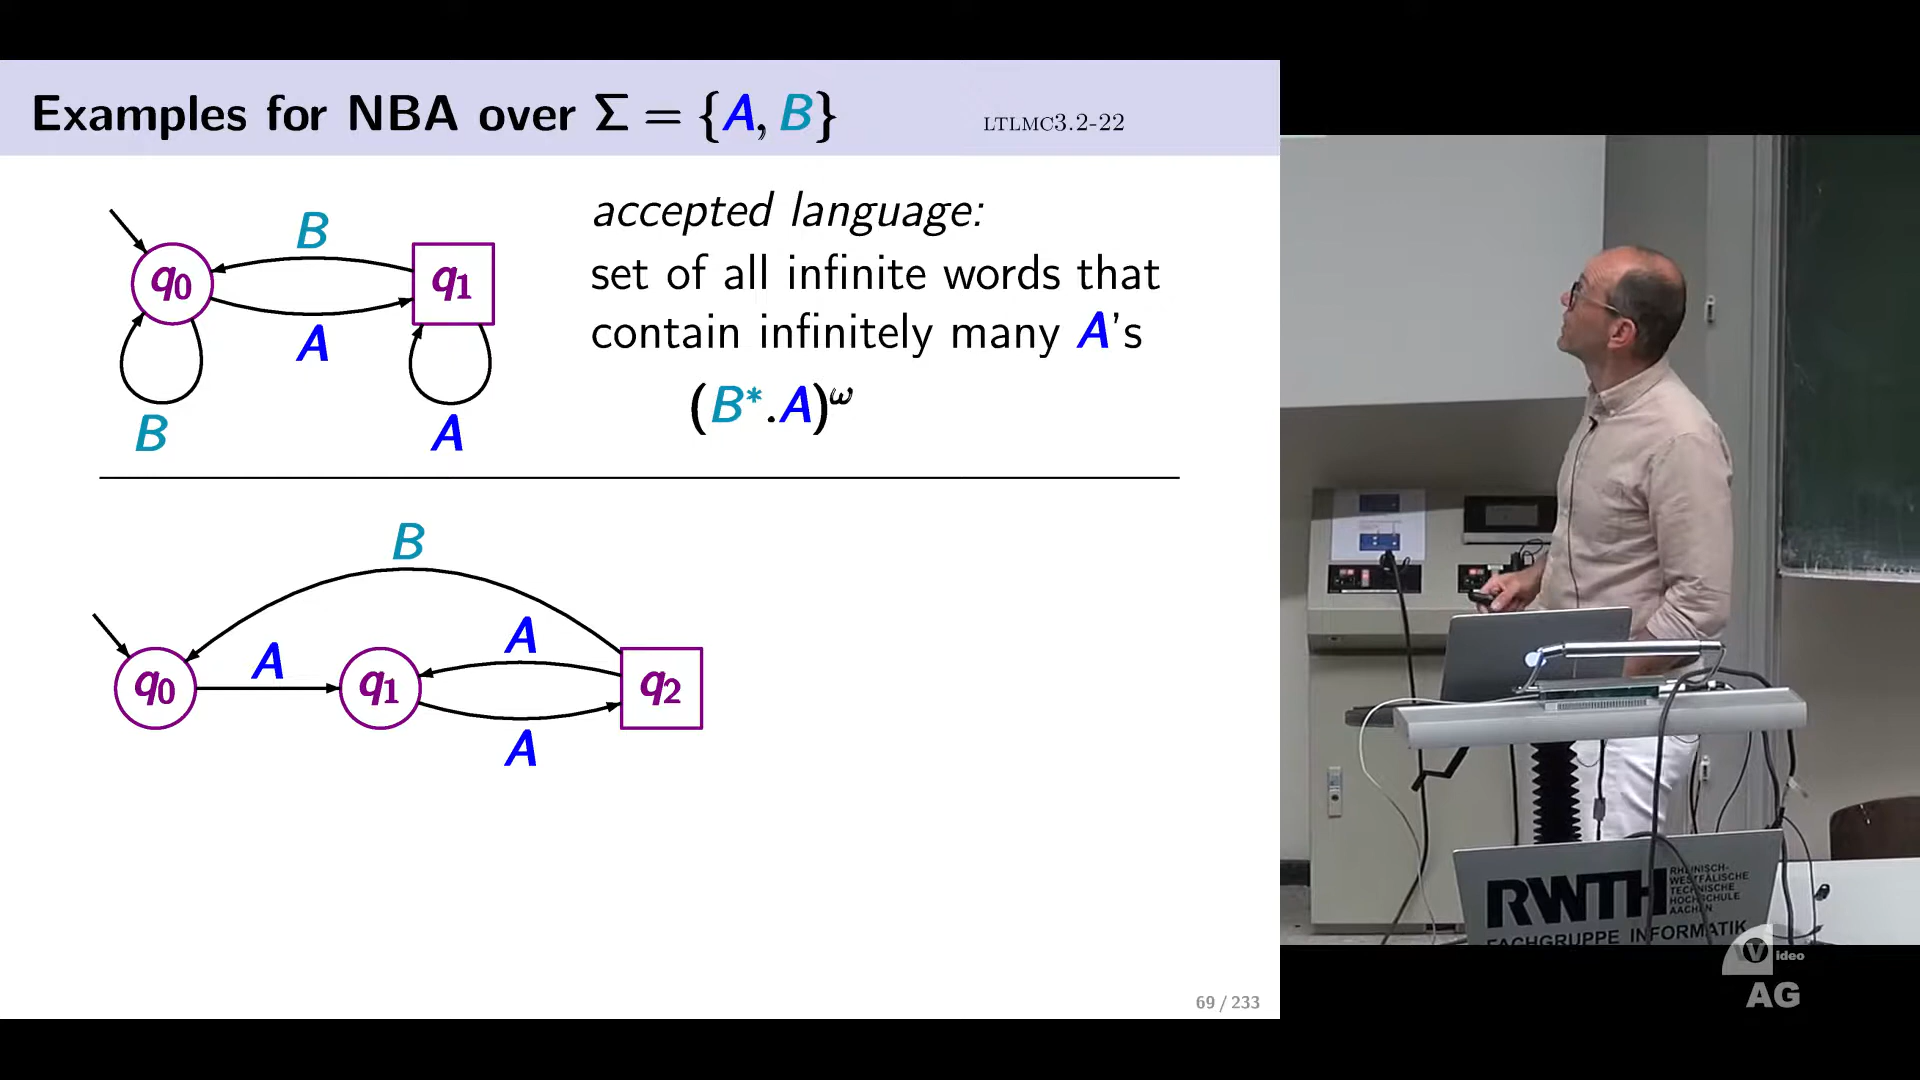 Examples for NBA over Σ = {A, B}
LTLMC3.2-22
B
q0
q1
A
B
A
accepted language:
set of all infinite words that
contain infinitely many A's
(B*.A)ω
B
A
A
q0
q1
q2
A
69 / 233
RWTH
RHEINISCH-
WESTFÄLISCHE
TECHNISCHE
HOCHSCHULE
AACHEN
FACHGRUPPE INFORMATIK
Video
AG